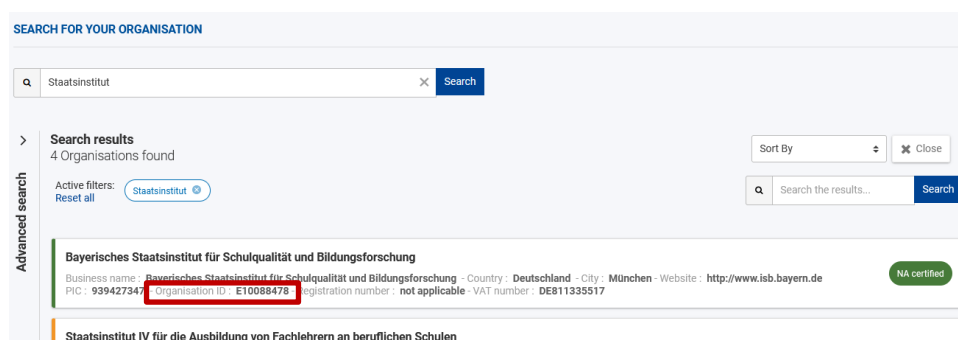 SEARCH FOR YOUR ORGANISATION
Staatsinstitut
Search
Search results
4 Organisations found
Sort By
Close
Active filters:
Reset all
Staatsinstitut
Search the results...
Search
Advanced search
Bayerisches Staatsinstitut für Schulqualität und Bildungsforschung
Business name : Bayerisches Staatsinstitut für Schulqualität und Bildungsforschung - Country : Deutschland - City : München - Website : http://www.isb.bayern.de
PIC : 939427347 - Organisation ID : E10088478 - Registration number : not applicable - VAT number : DE811335517
NA certified
Staatsinstitut IV für die Ausbildung von Fachlehrern an beruflichen Schulen